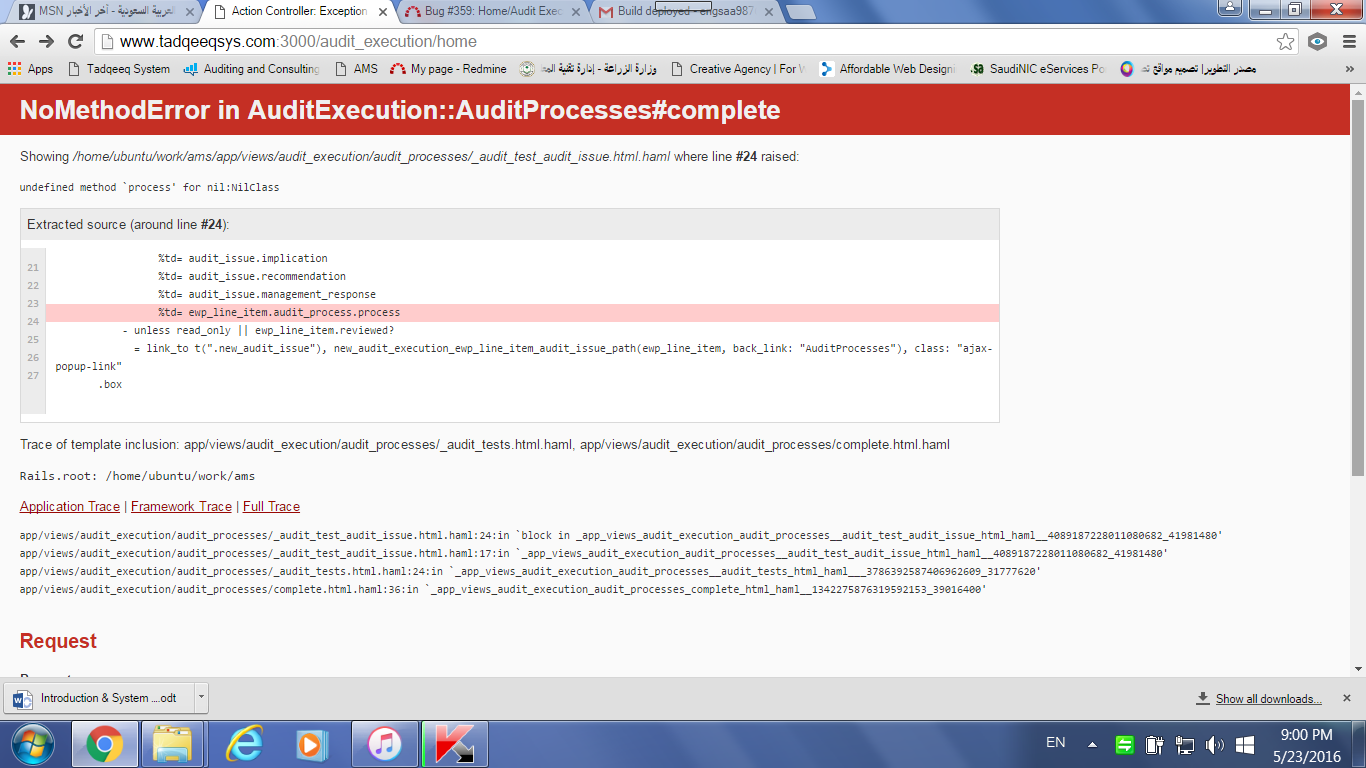 العربية السعودية - آخر الأخبار MSN
Action Controller: Exception
Bug #359: Home/Audit Exec
Build deployed - engsaa987
www.tadqeeqsys.com:3000/audit_execution/home
Apps
Tadqeeq System
Auditing and Consulting
AMS
My page - Redmine
وزارة الزراعة - إدارة تقنية الم
Creative Agency | For W
Affordable Web Design
.sa SaudiNIC eServices Po
مصدر التطوير| تصميم مواقع
»
NoMethodError in AuditExecution::AuditProcesses#complete
Showing /home/ubuntu/work/ams/app/views/audit_execution/audit_processes/_audit_test_audit_issue.html.haml where line #24 raised:
undefined method `process' for nil:NilClass
Extracted source (around line #24):
21 %td= audit_issue.implication
22 %td= audit_issue.recommendation
23 %td= audit_issue.management_response
24 %td= ewp_line_item.audit_process.process
25 - unless read_only || ewp_line_item.reviewed?
26 = link_to t(".new_audit_issue"), new_audit_execution_ewp_line_item_audit_issue_path(ewp_line_item, back_link: "AuditProcesses"), class: "ajax-
27 popup-link"
.box
Trace of template inclusion: app/views/audit_execution/audit_processes/_audit_tests.html.haml, app/views/audit_execution/audit_processes/complete.html.haml
Rails.root: /home/ubuntu/work/ams
Application Trace | Framework Trace | Full Trace
app/views/audit_execution/audit_processes/_audit_test_audit_issue.html.haml:24:in `block in _app_views_audit_execution_audit_processes__audit_test_audit_issue_html_haml__4089187228011080682_41981480'
app/views/audit_execution/audit_processes/_audit_test_audit_issue.html.haml:17:in `_app_views_audit_execution_audit_processes__audit_test_audit_issue_html_haml__4089187228011080682_41981480'
app/views/audit_execution/audit_processes/_audit_tests.html.haml:24:in `_app_views_audit_execution_audit_processes__audit_tests_html_haml___3786392587406962609_31777620'
app/views/audit_execution/audit_processes/complete.html.haml:36:in `_app_views_audit_execution_audit_processes_complete_html_haml__1342275876319592153_39016400'
Request
Introduction & System ....odt
Show all downloads...
EN
9:00 PM
5/23/2016